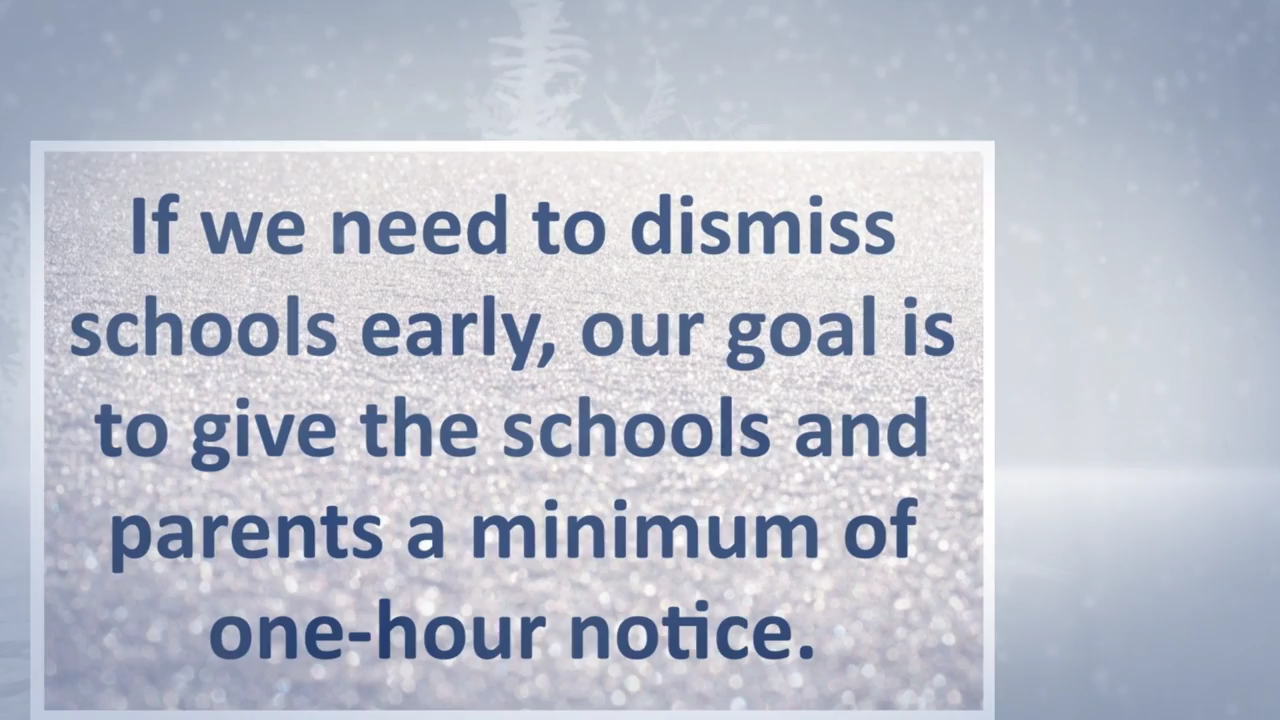 If we need to dismiss
schools early, our goal is
to give the schools and
parents a minimum of
one-hour notice.